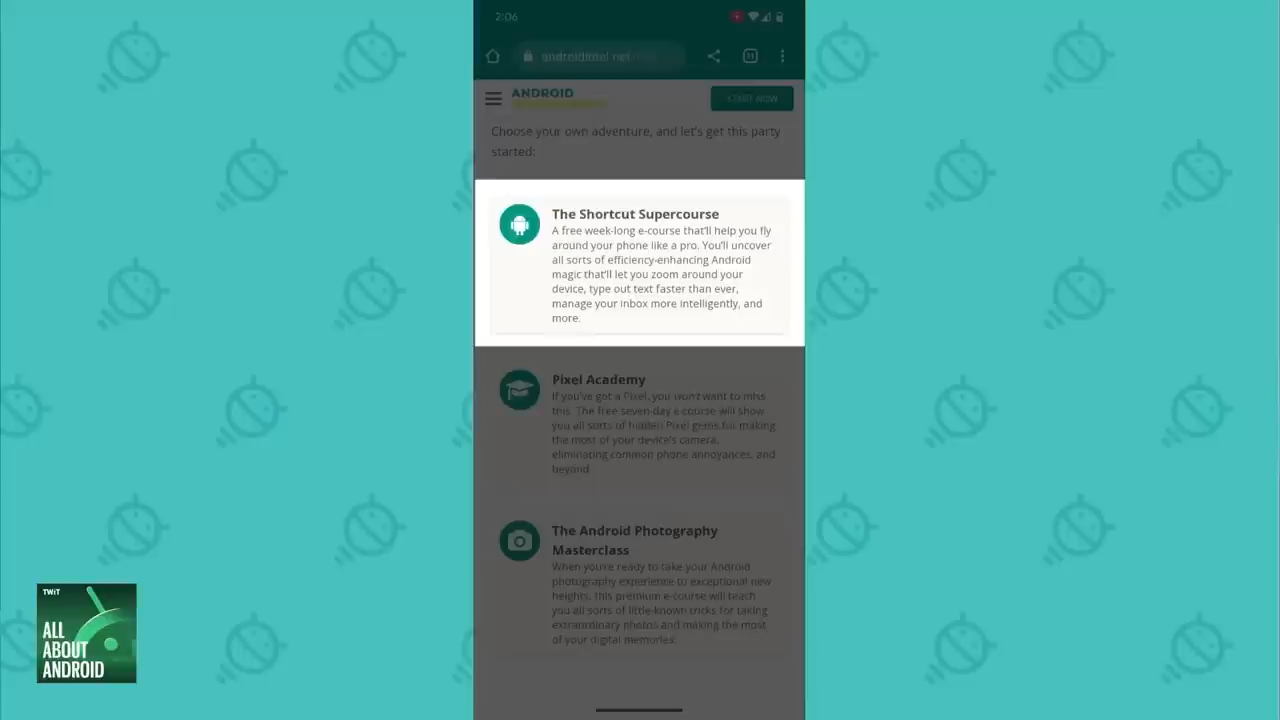 2:06
androidintel.net
ANDROID
START NOW
Choose your own adventure, and let's get this party
started:
The Shortcut Supercourse
A free week-long e-course that'll help you fly
around your phone like a pro. You'll uncover
all sorts of efficiency-enhancing Android
magic that'll let you zoom around your
device, type out text faster than ever,
manage your inbox more intelligently, and
more.
Pixel Academy
If you've got a Pixel, you won't want to miss
this. The free seven-day e-course will show
you all sorts of hidden Pixel gems for making
the most of your device's camera,
eliminating common phone annoyances, and
beyond.
The Android Photography
Masterclass
When you're ready to take your Android
photography experience to exceptional new
heights, this premium e-course will teach
you all sorts of little-known tricks for taking
extraordinary photos and making the most
of your digital memories.
TWiT
ALL
ABOUT
ANDROID